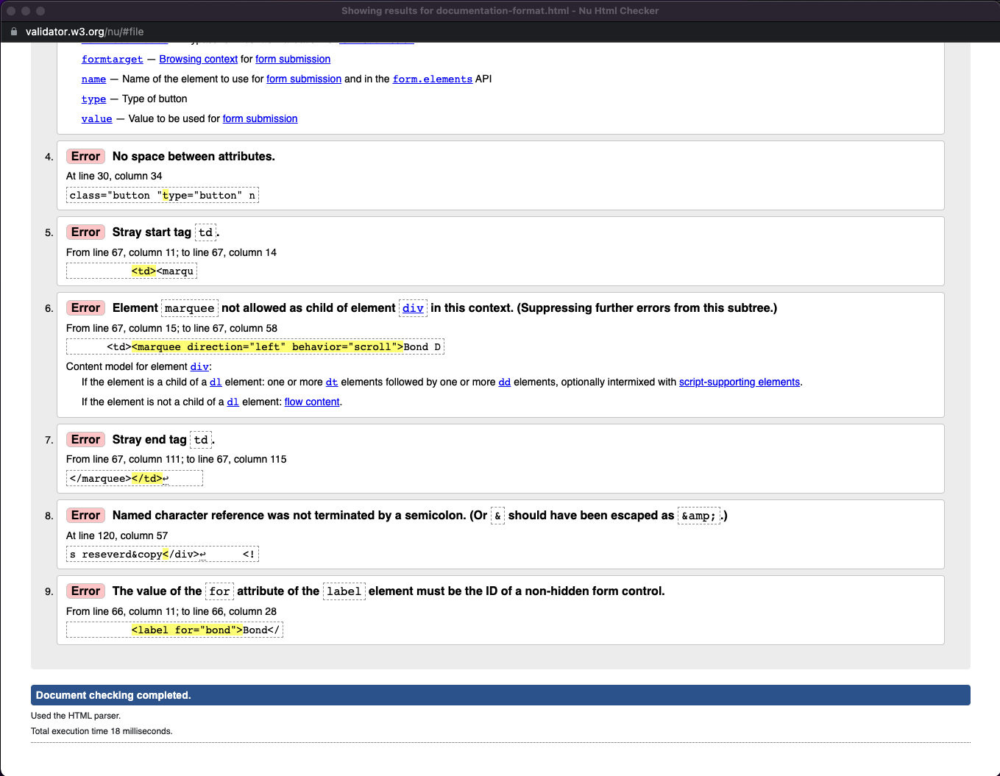 Showing results for documentation-format.html - Nu Html Checker
validator.w3.org/nu/#file
formtarget — Browsing context for form submission
name — Name of the element to use for form submission and in the form.elements API
type — Type of button
value — Value to be used for form submission
4. Error No space between attributes.
At line 30, column 34
class="button "type="button" n
5. Error Stray start tag td.
From line 67, column 11; to line 67, column 14
<td><marqu
6. Error Element marquee not allowed as child of element div in this context. (Suppressing further errors from this subtree.)
From line 67, column 15; to line 67, column 58
<td><marquee direction="left" behavior="scroll">Bond D
Content model for element div:
If the element is a child of a dl element: one or more dt elements followed by one or more dd elements, optionally intermixed with script-supporting elements.
If the element is not a child of a dl element: flow content.
7. Error Stray end tag td.
From line 67, column 111; to line 67, column 115
</marquee></td>↩
8. Error Named character reference was not terminated by a semicolon. (Or & should have been escaped as &amp;.)
At line 120, column 57
s reseverd&copy</div>↩ <!
9. Error The value of the for attribute of the label element must be the ID of a non-hidden form control.
From line 66, column 11; to line 66, column 28
<label for="bond">Bond</
Document checking completed.
Used the HTML parser.
Total execution time 18 milliseconds.